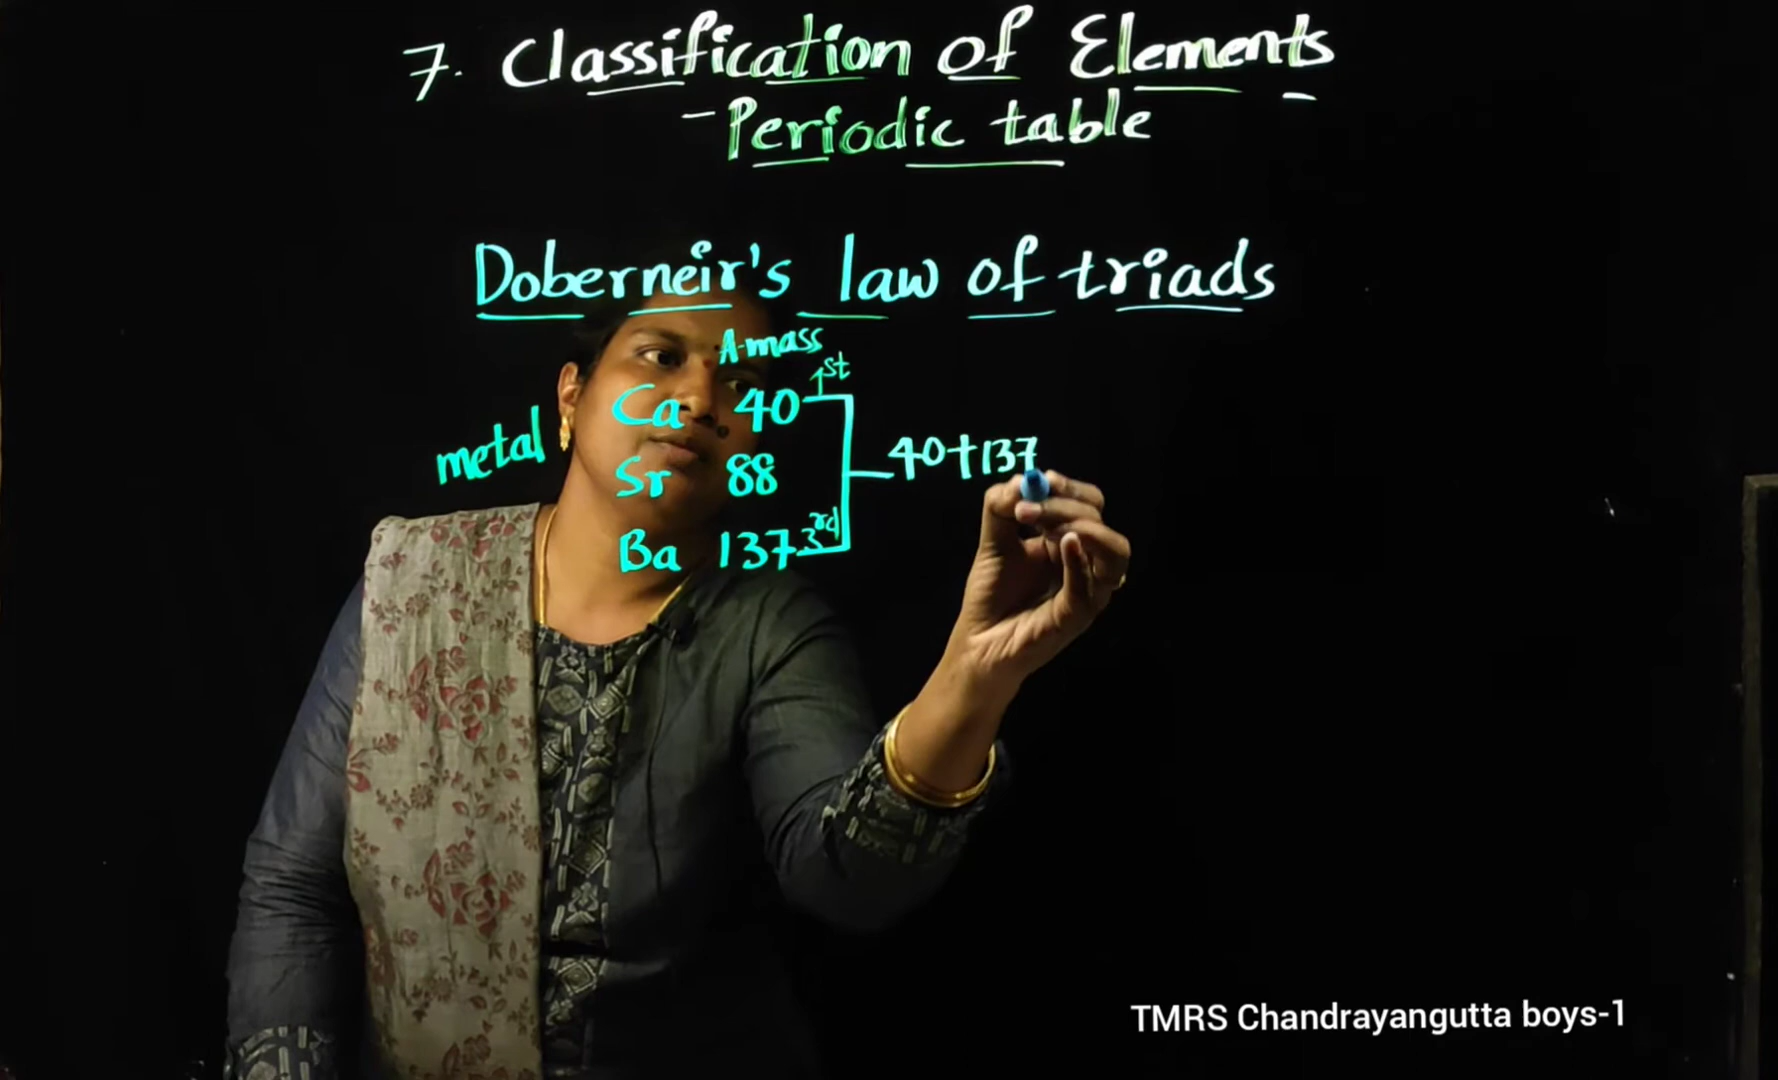 7. Classification of Elements
- Periodic table
Doberneir's law of triads
A.mass
metal
Ca 40 1st
Sr 88
Ba 137 3rd
40+137
TMRS Chandrayangutta boys-1